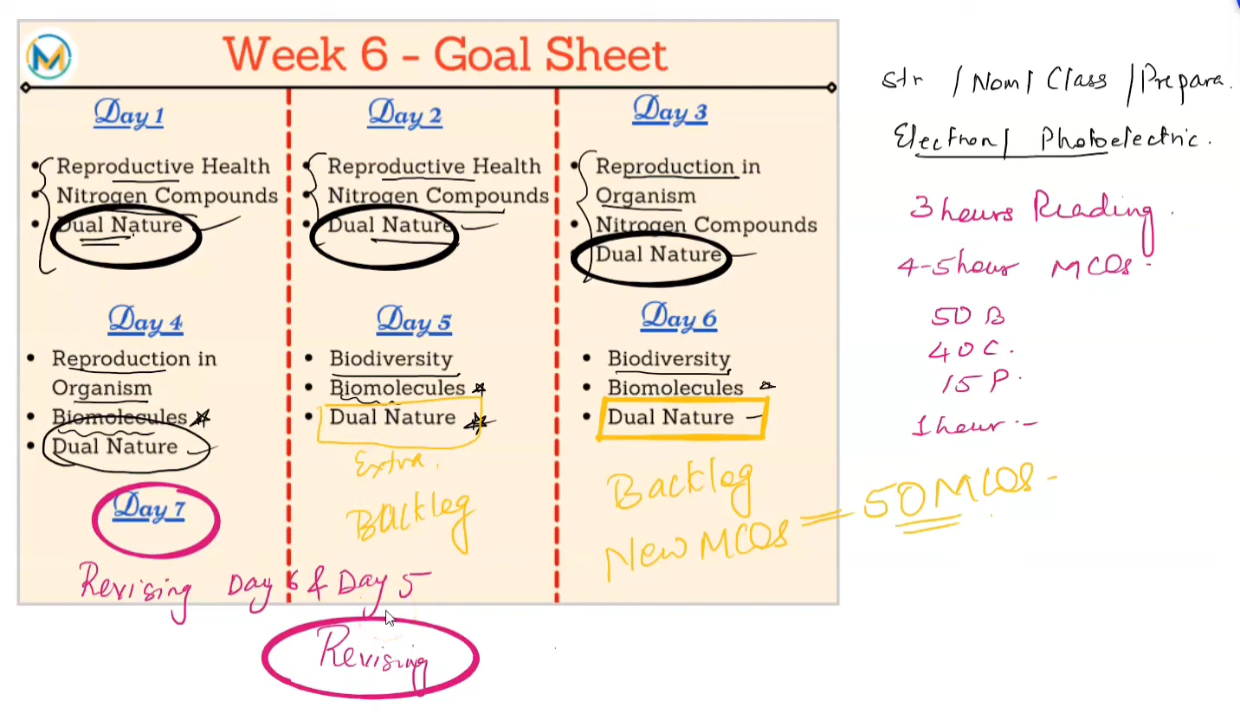 Week 6 - Goal Sheet
Day 1
• Reproductive Health
• Nitrogen Compounds
• Dual Nature
Day 2
• Reproductive Health
• Nitrogen Compounds
• Dual Nature
Day 3
• Reproduction in
Organism
• Nitrogen Compounds
Dual Nature
Day 4
• Reproduction in
Organism
• Biomolecules
• Dual Nature
Day 5
• Biodiversity
• Biomolecules
• Dual Nature
Extra.
Backlog
Day 6
• Biodiversity
• Biomolecules
• Dual Nature
Backlog
New MCQs = 50 MCQs -
Day 7
Revising Day 6 & Day 5
Revising
Str / Nom / Class / Prepara.
Electron / Photoelectric.
3 hours Reading.
4-5 hour MCQs.
50 B
40 C.
15 P.
1 hour. -